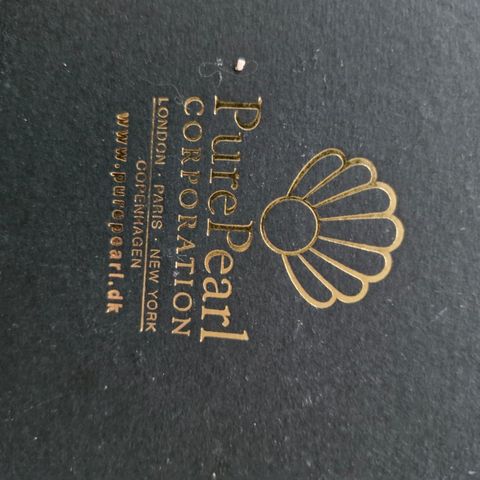 PurePearl
CORPORATION
LONDON · PARIS · NEW YORK
COPENHAGEN
www.purepearl.dk